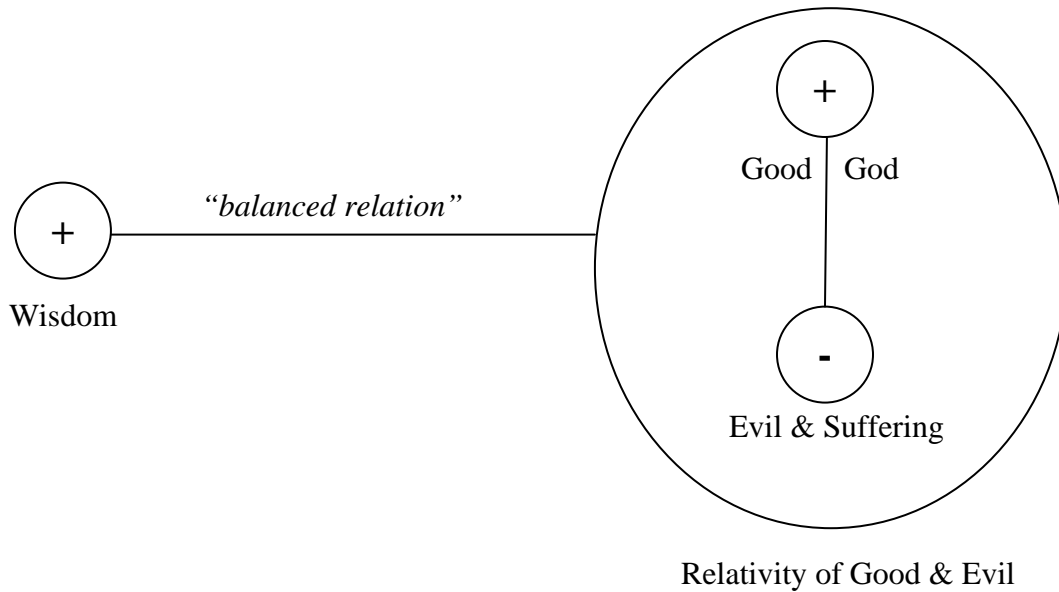 +
Good God
“balanced relation”
+
Wisdom
-
Evil & Suffering
Relativity of Good & Evil